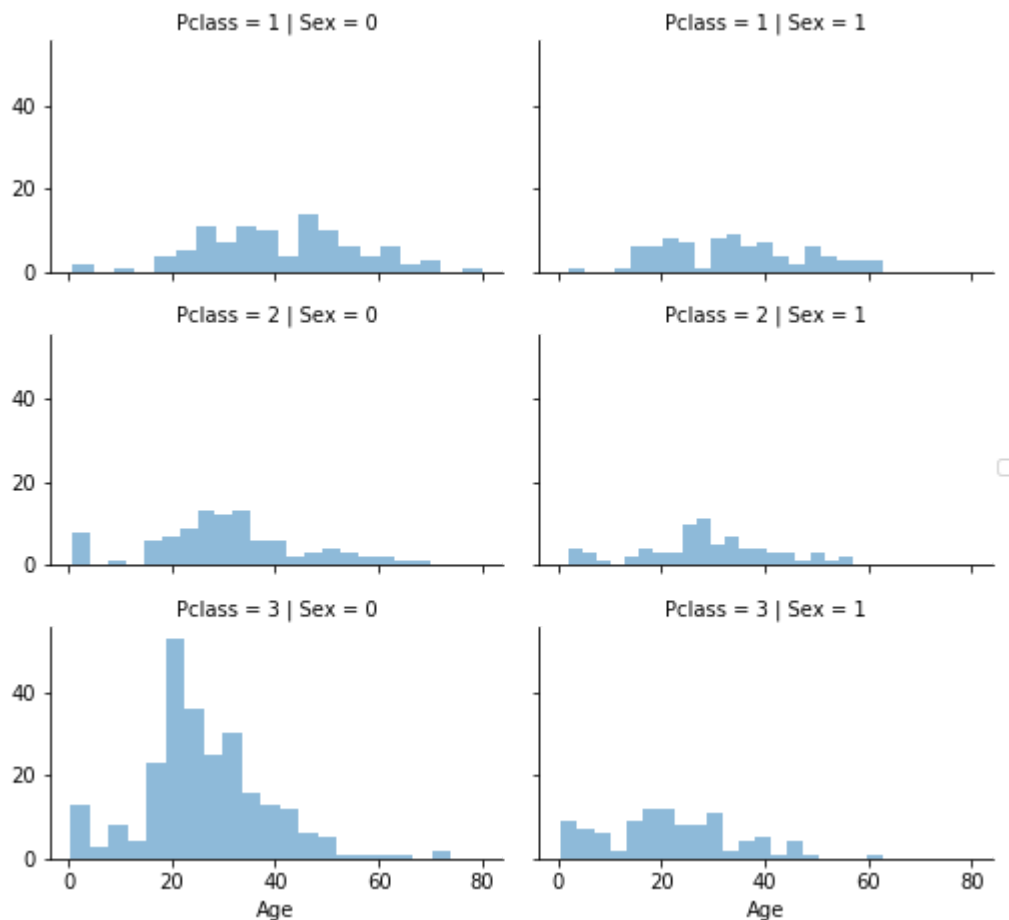 Pclass = 1 | Sex = 0
Pclass = 1 | Sex = 1
40
20
0
Pclass = 2 | Sex = 0
Pclass = 2 | Sex = 1
40
20
0
Pclass = 3 | Sex = 0
Pclass = 3 | Sex = 1
40
20
0
0 20 40 60 80
0 20 40 60 80
Age
Age